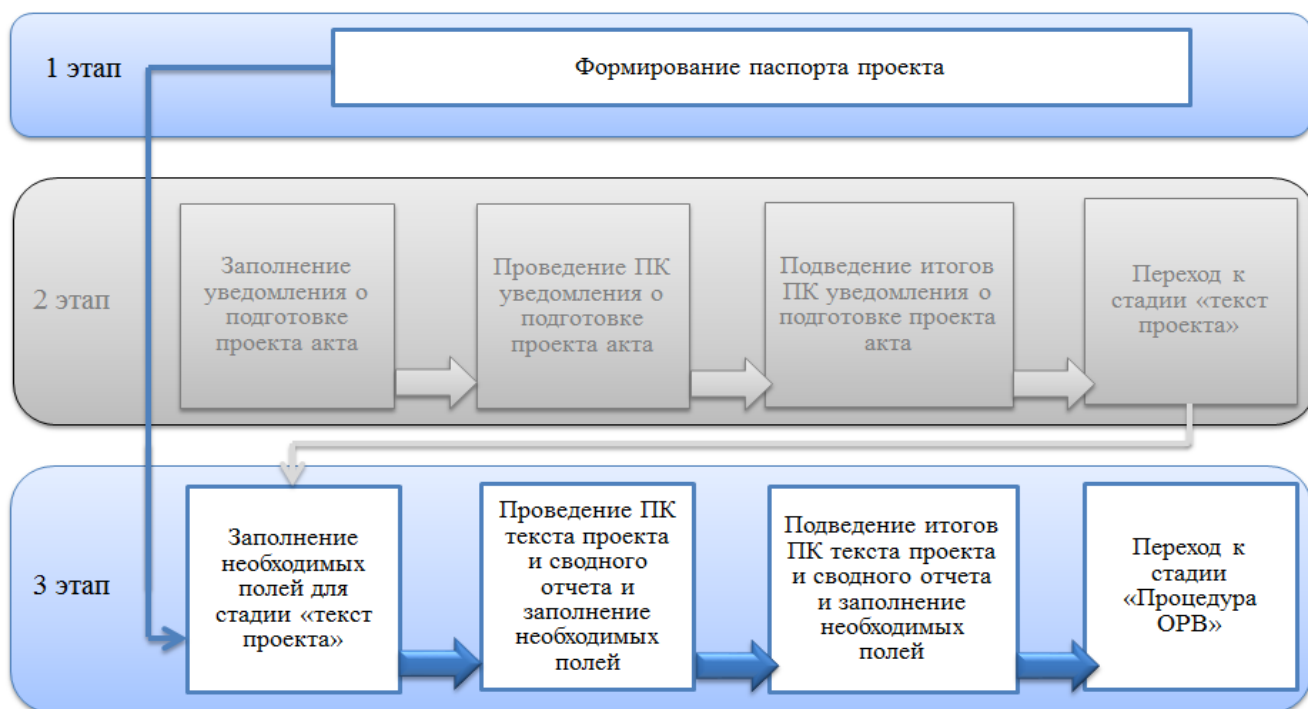 1 этап
Формирование паспорта проекта
2 этап
Заполнение
уведомления о
подготовке
проекта акта
Проведение ПК
уведомления о
подготовке
проекта акта
Подведение итогов
ПК уведомления о
подготовке проекта
акта
Переход к
стадии «текст
проекта»
3 этап
Заполнение
необходимых
полей для
стадии «текст
проекта»
Проведение ПК
текста проекта
и сводного
отчета и
заполнение
необходимых
полей
Подведение итогов
ПК текста проекта
и сводного отчета
и заполнение
необходимых
полей
Переход к
стадии
«Процедура
ОРВ»